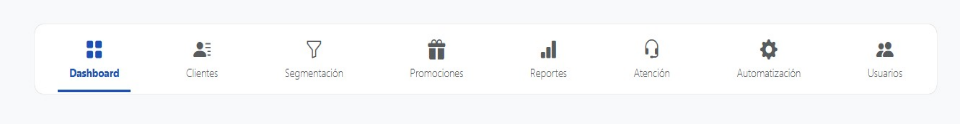 Dashboard
Clientes
Segmentación
Promociones
Reportes
Atención
Automatización
Usuarios